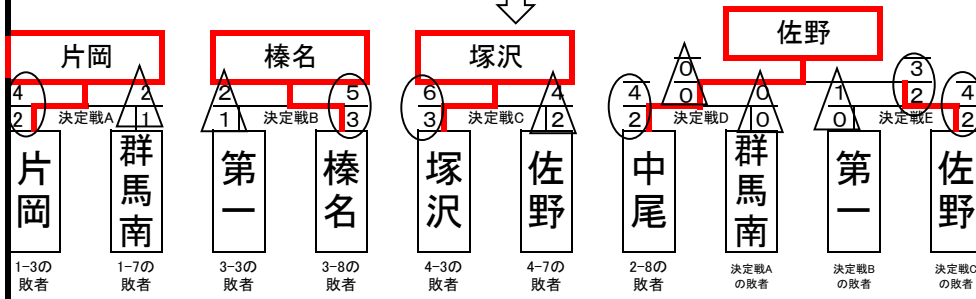 片岡 榛名 塚沢 佐野
0 3
4 2 2 5 6 4 4 0 0 1 2 4
2 決定戦A 1 1 決定戦B 3 3 決定戦C 2 2 決定戦D 0 0 決定戦E 2
片岡 群馬南 第一 榛名 塚沢 佐野 中尾 群馬南 第一 佐野
1-3の敗者 1-7の敗者 3-3の敗者 3-8の敗者 4-3の敗者 4-7の敗者 2-8の敗者 決定戦Aの敗者 決定戦Bの敗者 決定戦Cの敗者